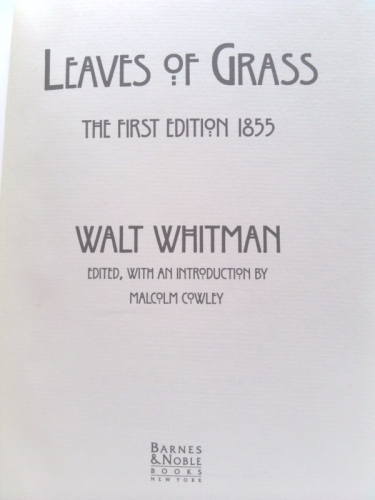 LEAVES OF GRASS
THE FIRST EDITION 1855
WALT WHITMAN
EDITED, WITH AN INTRODUCTION BY
MALCOLM COWLEY
BARNES
& NOBLE
BOOKS
NEW YORK